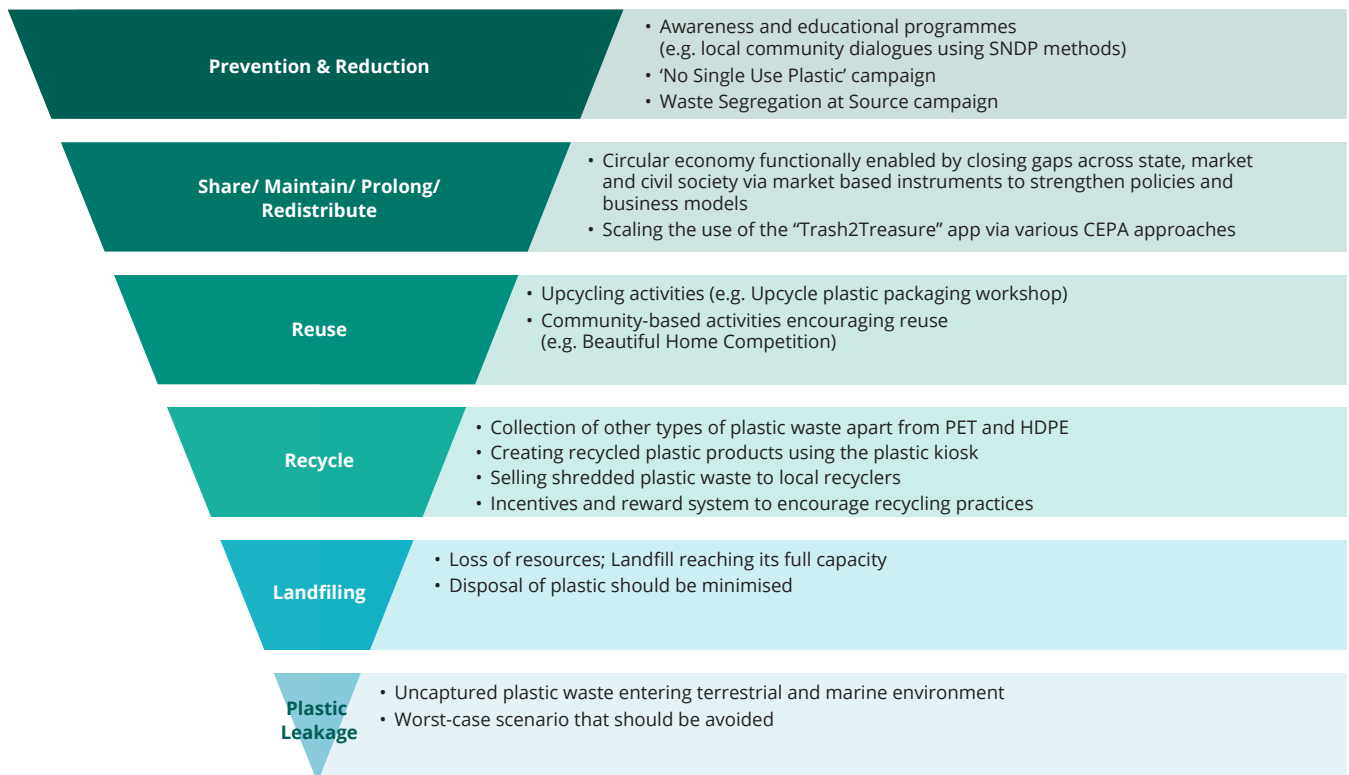 Prevention & Reduction
• Awareness and educational programmes
(e.g. local community dialogues using SNDP methods)
• ‘No Single Use Plastic’ campaign
• Waste Segregation at Source campaign
Share/ Maintain/ Prolong/
Redistribute
• Circular economy functionally enabled by closing gaps across state, market
and civil society via market based instruments to strengthen policies and
business models
• Scaling the use of the “Trash2Treasure” app via various CEPA approaches
Reuse
• Upcycling activities (e.g. Upcycle plastic packaging workshop)
• Community-based activities encouraging reuse
(e.g. Beautiful Home Competition)
Recycle
• Collection of other types of plastic waste apart from PET and HDPE
• Creating recycled plastic products using the plastic kiosk
• Selling shredded plastic waste to local recyclers
• Incentives and reward system to encourage recycling practices
Landfiling
• Loss of resources; Landfill reaching its full capacity
• Disposal of plastic should be minimised
Plastic
Leakage
• Uncaptured plastic waste entering terrestrial and marine environment
• Worst-case scenario that should be avoided